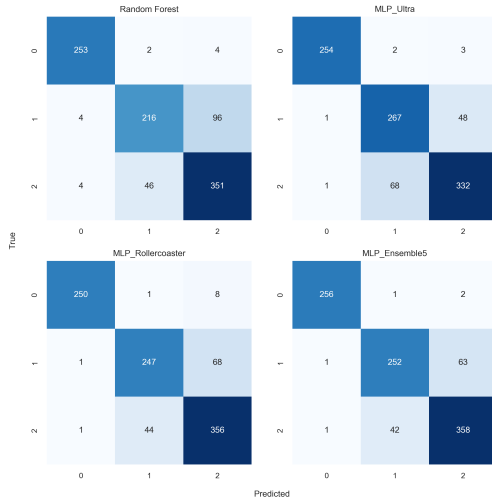 Random Forest
MLP_Ultra
0 253 2 4
0 254 2 3
1 4 216 96
1 1 267 48
2 4 46 351
2 1 68 332
0 1 2
0 1 2
True
MLP_Rollercoaster
MLP_Ensemble5
0 250 1 8
0 256 1 2
1 1 247 68
1 1 252 63
2 1 44 356
2 1 42 358
0 1 2
0 1 2
Predicted